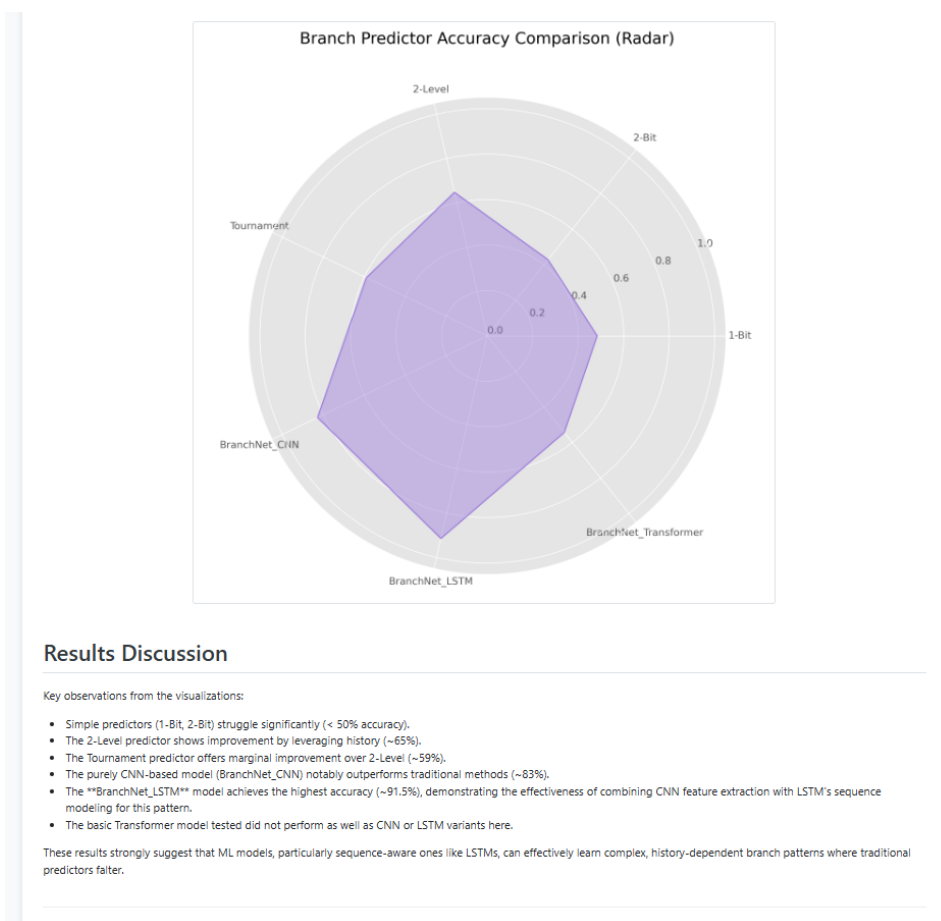 Branch Predictor Accuracy Comparison (Radar)
2-Level
2-Bit
Tournament
1.0
0.8
0.6
0.4
0.2
0.0
1-Bit
BranchNet_CNN
BranchNet_Transformer
BranchNet_LSTM
Results Discussion
Key observations from the visualizations:
• Simple predictors (1-Bit, 2-Bit) struggle significantly (< 50% accuracy).
• The 2-Level predictor shows improvement by leveraging history (~65%).
• The Tournament predictor offers marginal improvement over 2-Level (~59%).
• The purely CNN-based model (BranchNet_CNN) notably outperforms traditional methods (~83%).
• The **BranchNet_LSTM** model achieves the highest accuracy (~91.5%), demonstrating the effectiveness of combining CNN feature extraction with LSTM's sequence
modeling for this pattern.
• The basic Transformer model tested did not perform as well as CNN or LSTM variants here.
These results strongly suggest that ML models, particularly sequence-aware ones like LSTMs, can effectively learn complex, history-dependent branch patterns where traditional
predictors falter.